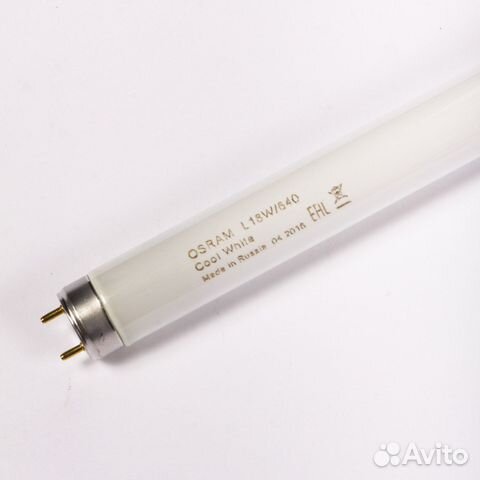 OSRAM L18W/640
Cool White
Made in Russia 04.2016 EAC
Avito